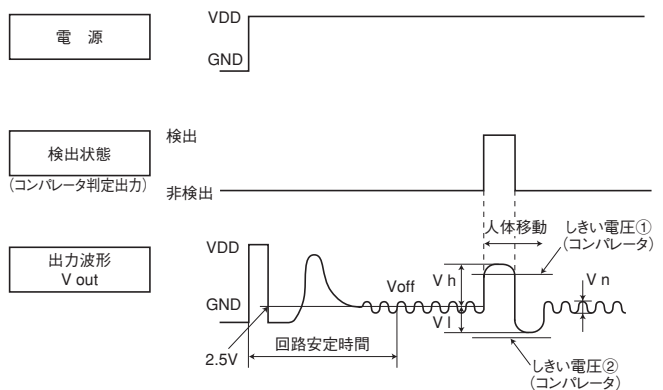 電 源
VDD
GND
検出状態
(コンパレータ判定出力)
検出
非検出
出力波形
V out
VDD
GND
2.5V
回路安定時間
Voff
V h
V l
人体移動
しきい電圧①
(コンパレータ)
V n
しきい電圧②
(コンパレータ)